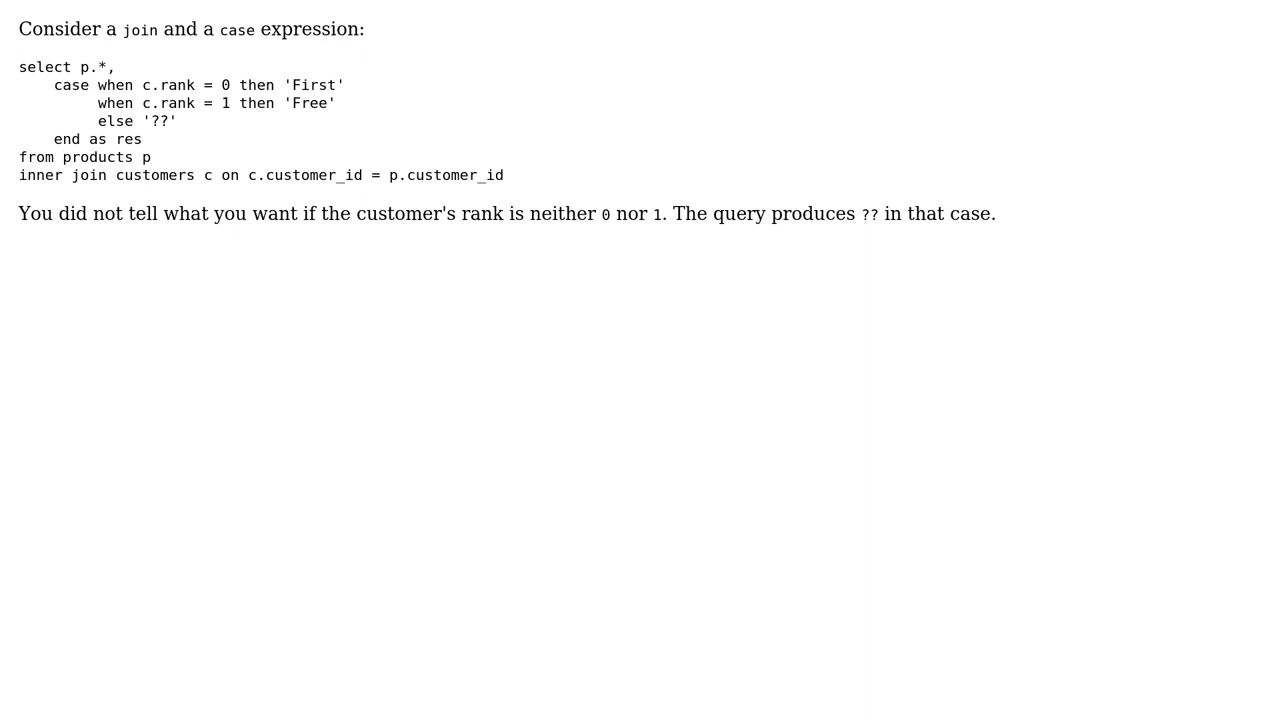 Consider a join and a case expression:
select p.*,
    case when c.rank = 0 then 'First'
         when c.rank = 1 then 'Free'
         else '??'
    end as res
from products p
inner join customers c on c.customer_id = p.customer_id
You did not tell what you want if the customer's rank is neither 0 nor 1. The query produces ?? in that case.